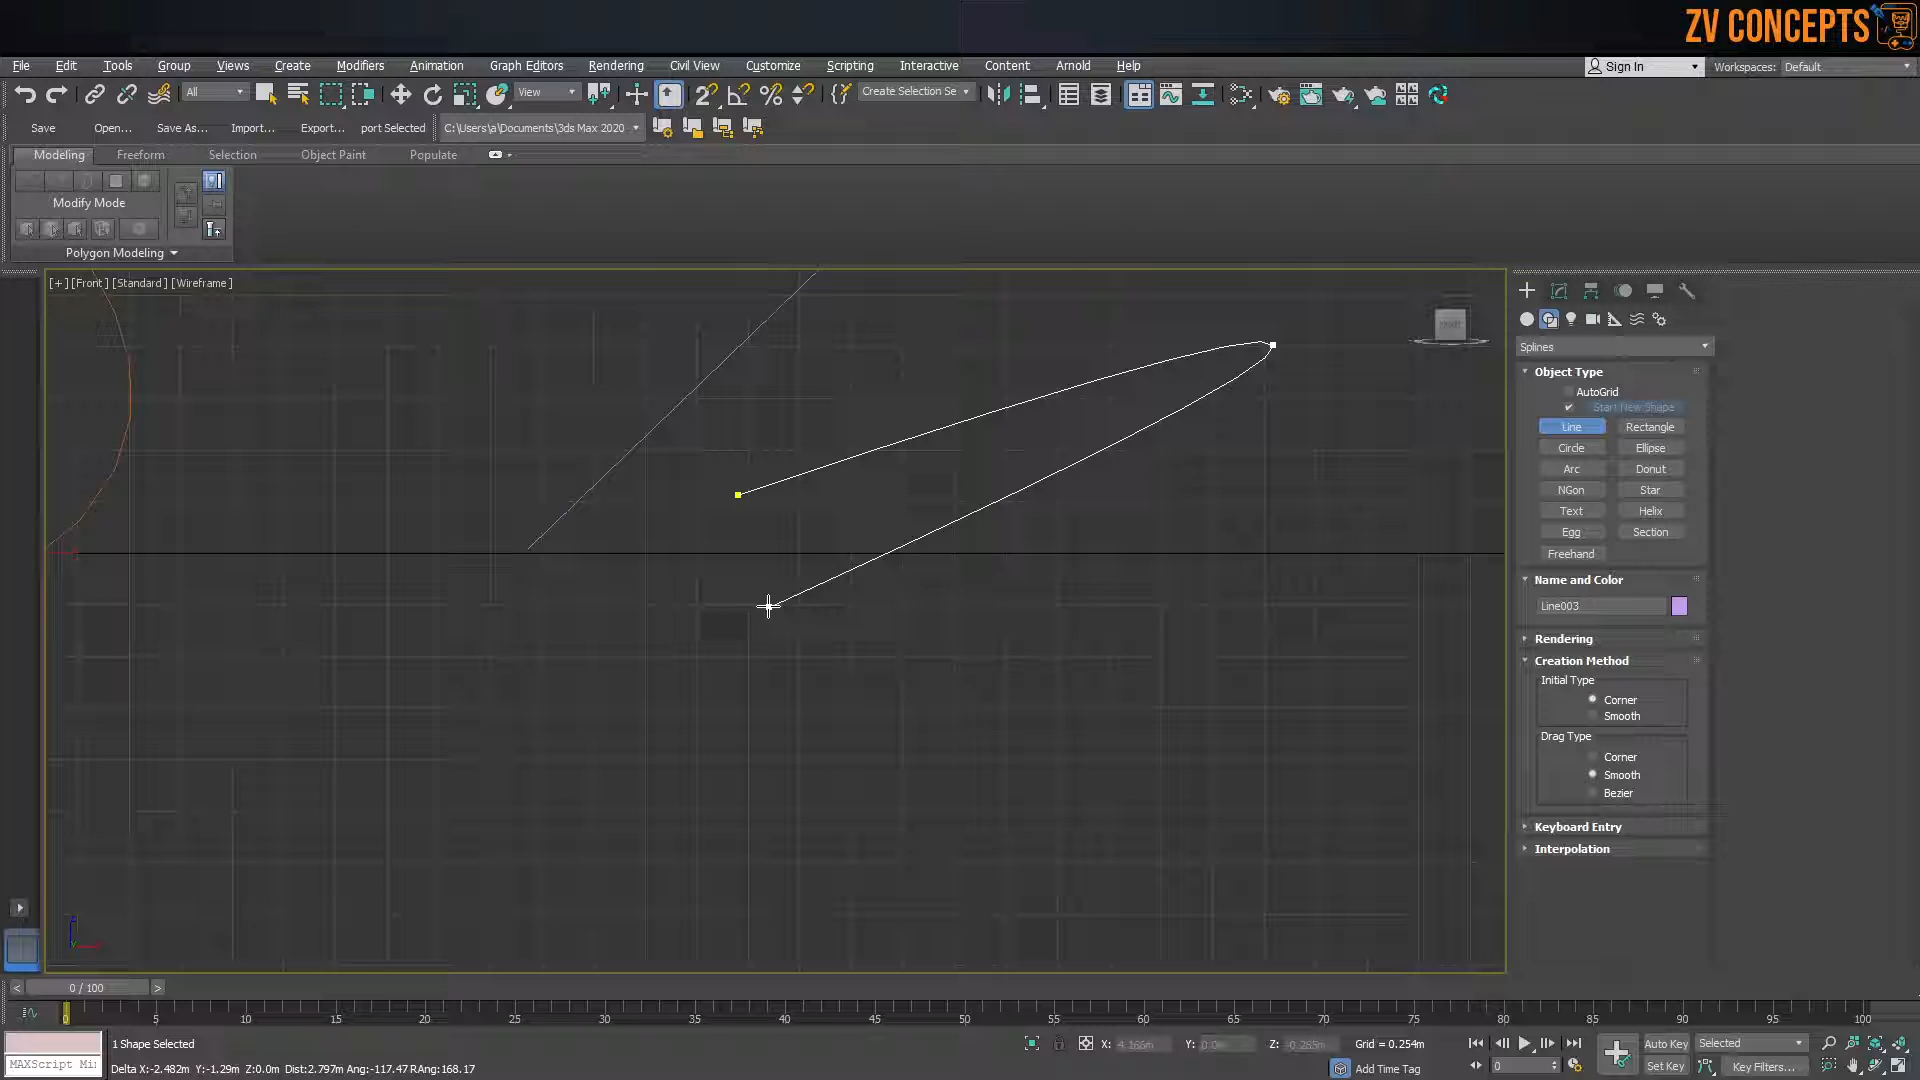 ZV CONCEPTS
File Edit Tools Group Views Create Modifiers Animation Graph Editors Rendering Civil View Customize Scripting Interactive Content Arnold Help Sign In Workspaces: Default
All View Create Selection Se
Save Open... Save As... Import... Export... port Selected C:\Users\a\Documents\3ds Max 2020
Modeling Freeform Selection Object Paint Populate
Modify Mode
Polygon Modeling
[+] [Front] [Standard] [Wireframe]
Splines
Object Type
AutoGrid
Start New Shape
Line Rectangle
Circle Ellipse
Arc Donut
NGon Star
Text Helix
Egg Section
Freehand
Name and Color
Line003
Rendering
Creation Method
Initial Type
Corner
Smooth
Drag Type
Corner
Smooth
Bezier
Keyboard Entry
Interpolation
< 0 / 100 >
0 5 10 15 20 25 30 35 40 45 50 55 60 65 70 75 80 85 90 95 100
1 Shape Selected X: 4.166m Y: 0.0m Z: -0.265m Grid = 0.254m Auto Key Selected
MAXScript Mi Delta X:-2.482m Y:-1.29m Z:0.0m Dist:2.797m Ang:-117.47 RAng:168.17 Add Time Tag 0 Set Key Key Filters...